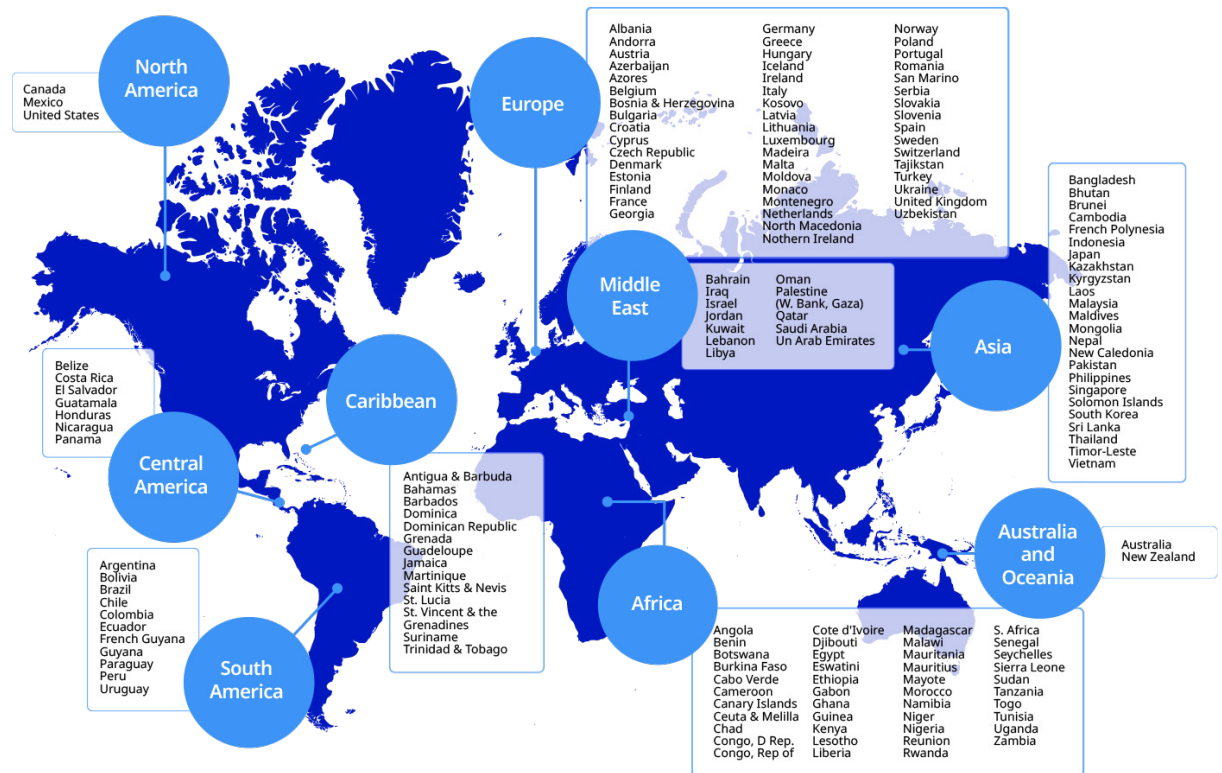 North
America
Canada
Mexico
United States
Europe
Albania
Andorra
Austria
Azerbaijan
Azores
Belgium
Bosnia & Herzegovina
Bulgaria
Croatia
Cyprus
Czech Republic
Denmark
Estonia
Finland
France
Georgia
Germany
Greece
Hungary
Iceland
Ireland
Italy
Kosovo
Latvia
Lithuania
Luxembourg
Madeira
Malta
Moldova
Monaco
Montenegro
Netherlands
North Macedonia
Nothern Ireland
Norway
Poland
Portugal
Romania
San Marino
Serbia
Slovakia
Slovenia
Spain
Sweden
Switzerland
Tajikstan
Turkey
Ukraine
United Kingdom
Uzbekistan
Middle
East
Bahrain
Iraq
Israel
Jordan
Kuwait
Lebanon
Libya
Oman
Palestine
(W. Bank, Gaza)
Qatar
Saudi Arabia
Un Arab Emirates
Asia
Bangladesh
Bhutan
Brunei
Cambodia
French Polynesia
Indonesia
Japan
Kazakhstan
Kyrgyzstan
Laos
Malaysia
Maldives
Mongolia
Nepal
New Caledonia
Pakistan
Philippines
Singapore
Solomon Islands
South Korea
Sri Lanka
Thailand
Timor-Leste
Vietnam
Belize
Costa Rica
El Salvador
Guatamala
Honduras
Nicaragua
Panama
Central
America
Caribbean
Antigua & Barbuda
Bahamas
Barbados
Dominica
Dominican Republic
Grenada
Guadeloupe
Jamaica
Martinique
Saint Kitts & Nevis
St. Lucia
St. Vincent & the
Grenadines
Suriname
Trinidad & Tobago
Argentina
Bolivia
Brazil
Chile
Colombia
Ecuador
French Guyana
Guyana
Paraguay
Peru
Uruguay
South
America
Australia
and
Oceania
Australia
New Zealand
Africa
Angola
Benin
Botswana
Burkina Faso
Cabo Verde
Cameroon
Canary Islands
Ceuta & Melilla
Chad
Congo, D Rep.
Congo, Rep of
Cote d'Ivoire
Djibouti
Egypt
Eswatini
Ethiopia
Gabon
Ghana
Guinea
Kenya
Lesotho
Liberia
Madagascar
Malawi
Mauritania
Mauritius
Mayote
Morocco
Namibia
Niger
Nigeria
Reunion
Rwanda
S. Africa
Senegal
Seychelles
Sierra Leone
Sudan
Tanzania
Togo
Tunisia
Uganda
Zambia